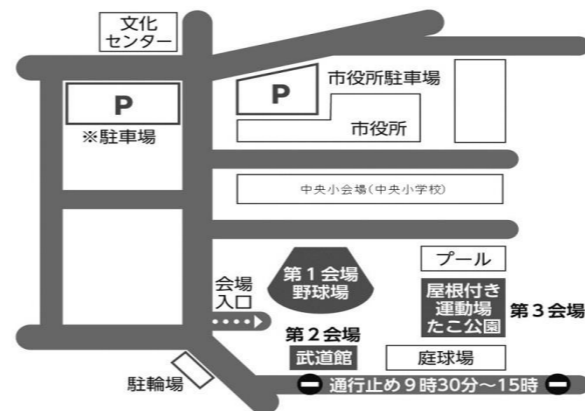 文化
センター
P
※駐車場
P
市役所駐車場
市役所
中央小会場(中央小学校)
会場
入口
第1会場
野球場
プール
屋根付き
運動場
たこ公園
第3会場
第2会場
武道館
庭球場
駐輪場
通行止め9時30分~15時